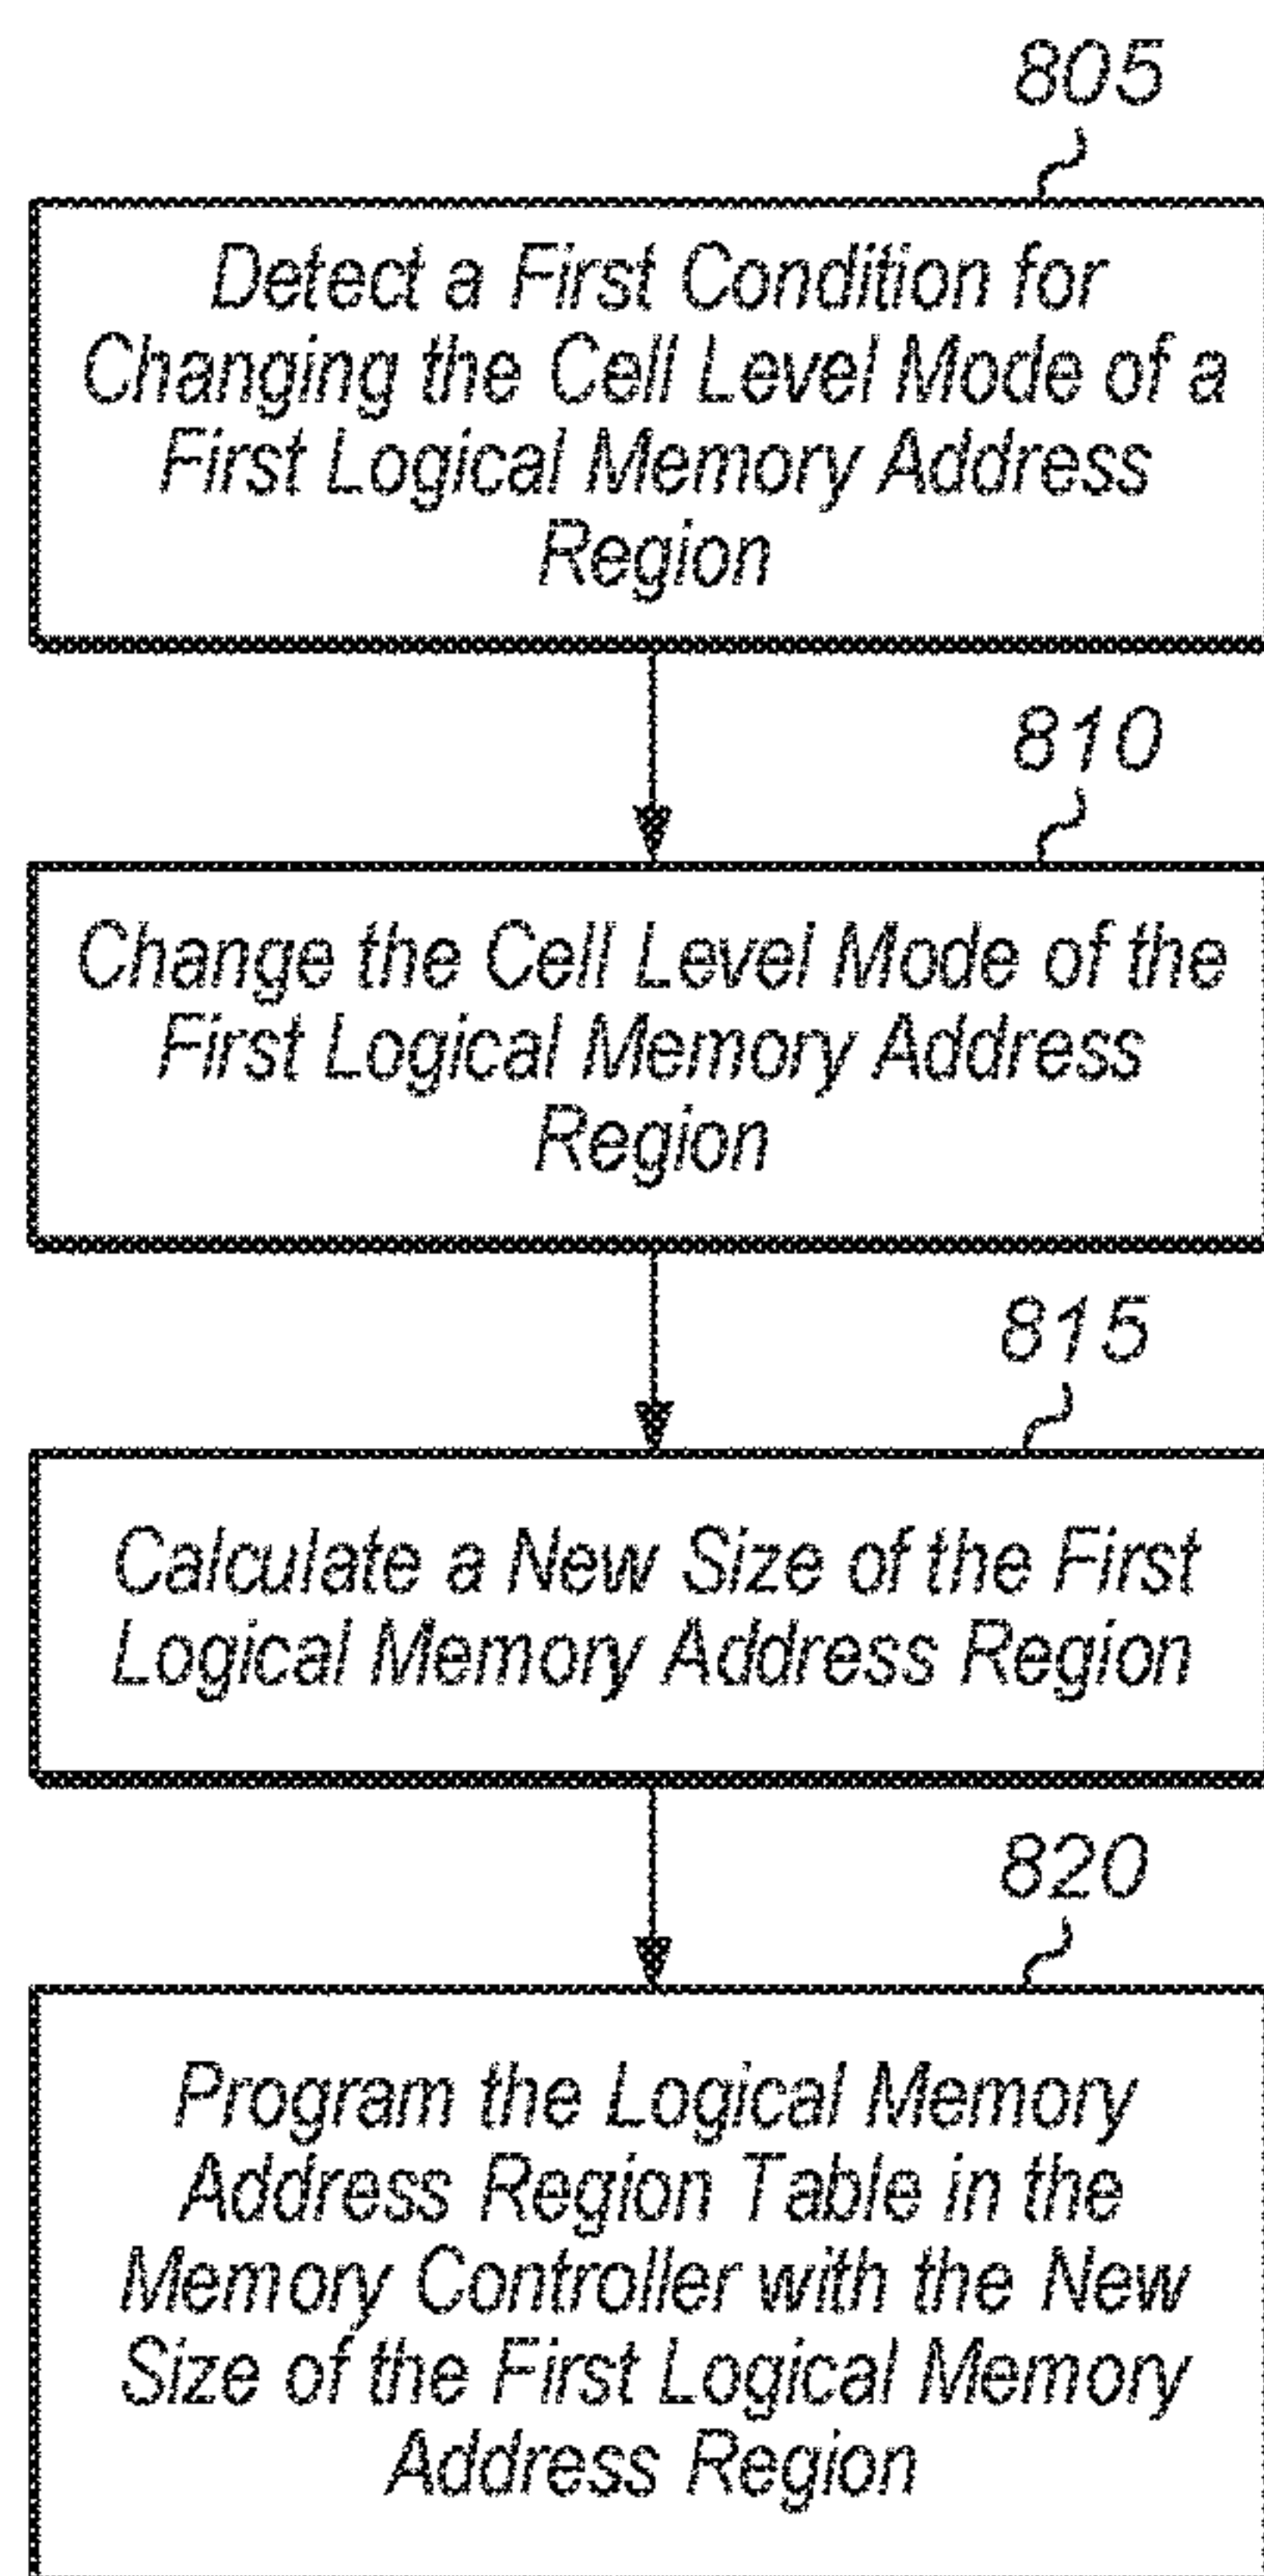 805
Detect a First Condition for
Changing the Cell Level Mode of a
First Logical Memory Address
Region
810
Change the Cell Level Mode of the
First Logical Memory Address
Region
815
Calculate a New Size of the First
Logical Memory Address Region
820
Program the Logical Memory
Address Region Table in the
Memory Controller with the New
Size of the First Logical Memory
Address Region